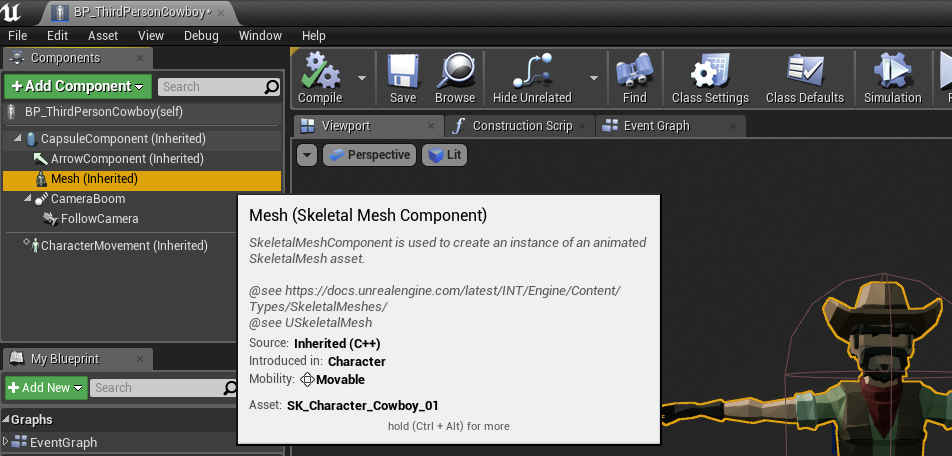 BP_ThirdPersonCowboy*
File Edit Asset View Debug Window Help
Components
+ Add Component
Search
BP_ThirdPersonCowboy(self)
CapsuleComponent (Inherited)
ArrowComponent (Inherited)
Mesh (Inherited)
CameraBoom
FollowCamera
CharacterMovement (Inherited)
My Blueprint
+ Add New
Search
Graphs
EventGraph
Compile
Save
Browse
Hide Unrelated
Find
Class Settings
Class Defaults
Simulation
Viewport
Construction Scrip
Event Graph
Perspective
Lit
Mesh (Skeletal Mesh Component)
SkeletalMeshComponent is used to create an instance of an animated
SkeletalMesh asset.
@see https://docs.unrealengine.com/latest/INT/Engine/Content/
Types/SkeletalMeshes/
@see USkeletalMesh
Source: Inherited (C++)
Introduced in: Character
Mobility: Movable
Asset: SK_Character_Cowboy_01
hold (Ctrl + Alt) for more